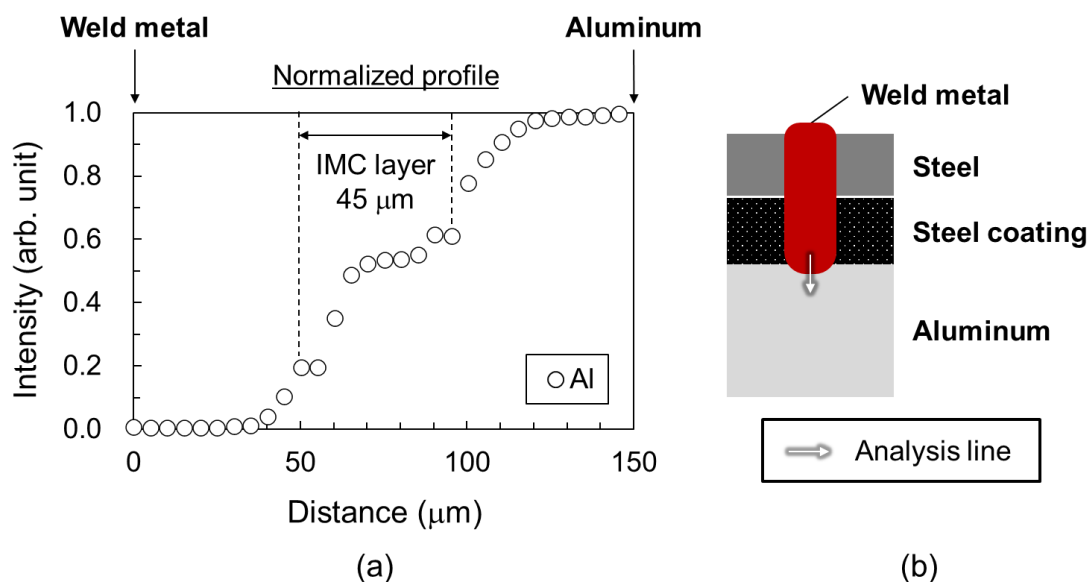 Weld metal
Aluminum
Normalized profile
1.0
0.8
0.6
0.4
0.2
0.0
Intensity (arb. unit)
IMC layer
45 μm
Al
0
50
100
150
Distance (μm)
(a)
Weld metal
Steel
Steel coating
Aluminum
Analysis line
(b)